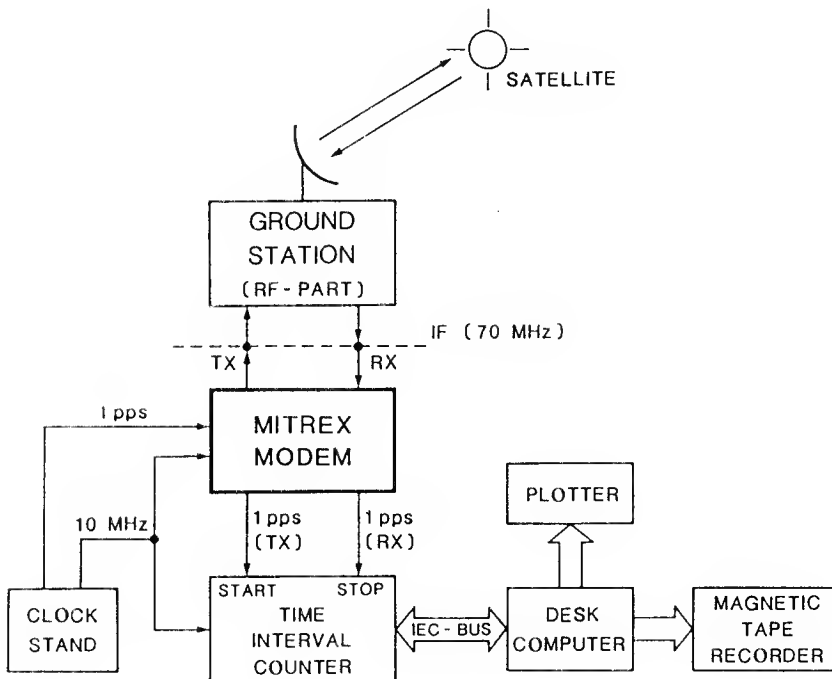 SATELLITE
GROUND
STATION
(RF-PART)
IF (70 MHz)
TX
RX
1 pps
MITREX
MODEM
10 MHz
1 pps
(TX)
1 pps
(RX)
PLOTTER
START
STOP
CLOCK
STAND
TIME
INTERVAL
COUNTER
IEC-BUS
DESK
COMPUTER
MAGNETIC
TAPE
RECORDER